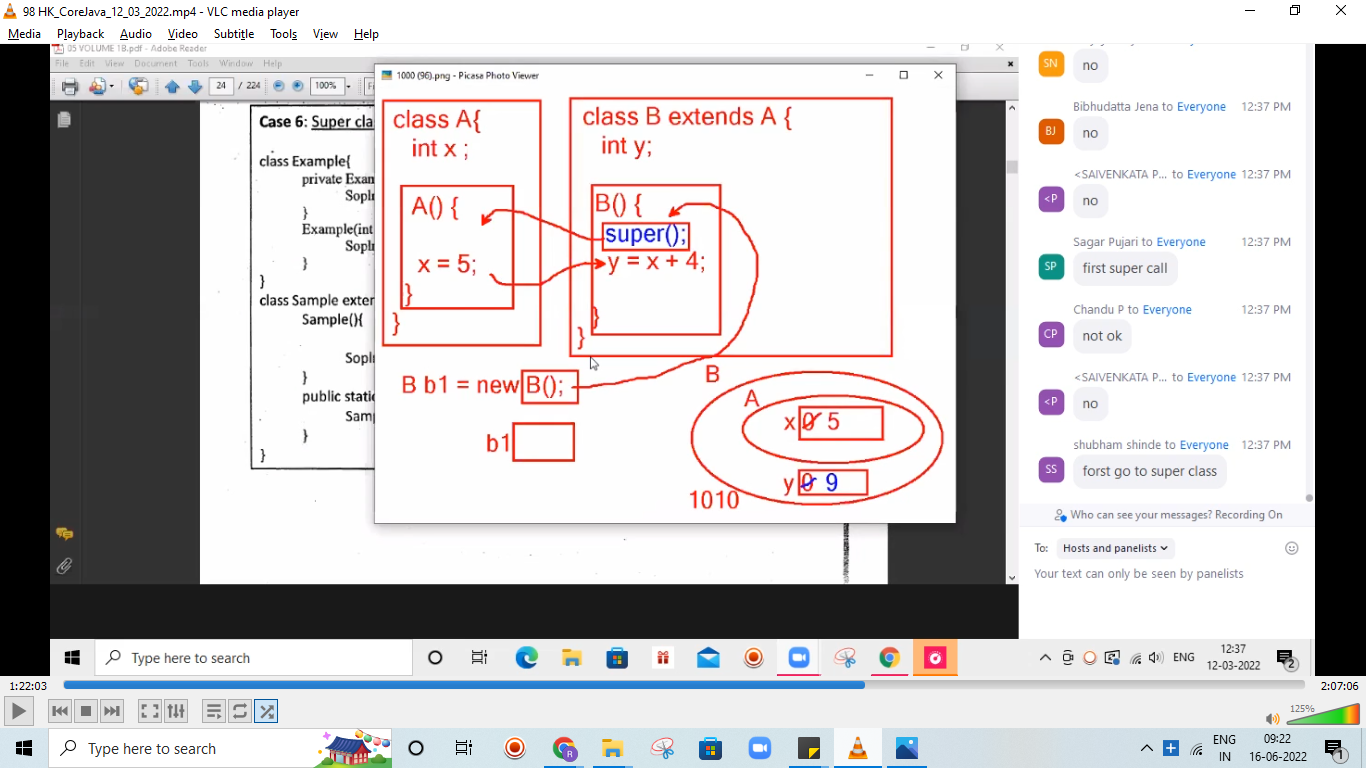 98 HK_CoreJava_12_03_2022.mp4 - VLC media player
Media Playback Audio Video Subtitle Tools View Help
05 VOLUME 1B.pdf - Adobe Reader
File Edit View Document Tools Window Help
24 / 224 100%
Case 6: Super clas
class Example{
private Exam
Sopln
}
Example(int
Sopln
}
}
class Sample exten
Sample(){
Sopln
}
public static
Samp
}
}
1000 (96).png - Picasa Photo Viewer
class A{
int x ;
A() {
x = 5;
}
}
class B extends A {
int y;
B() {
super();
y = x + 4;
}
}
B b1 = new B();
b1
B
A
x 0 5
y 0 9
1010
SN
no
Bibhudatta Jena to Everyone 12:37 PM
BJ
no
<SAIVENKATA P... to Everyone 12:37 PM
<P
no
Sagar Pujari to Everyone 12:37 PM
SP
first super call
Chandu P to Everyone 12:37 PM
CP
not ok
<SAIVENKATA P... to Everyone 12:37 PM
<P
no
shubham shinde to Everyone 12:37 PM
SS
forst go to super class
Who can see your messages? Recording On
To: Hosts and panelists
Your text can only be seen by panelists
Type here to search
ENG
12:37
12-03-2022
2
1:22:03
2:07:06
125%
Type here to search
R
ENG
IN
09:22
16-06-2022
1